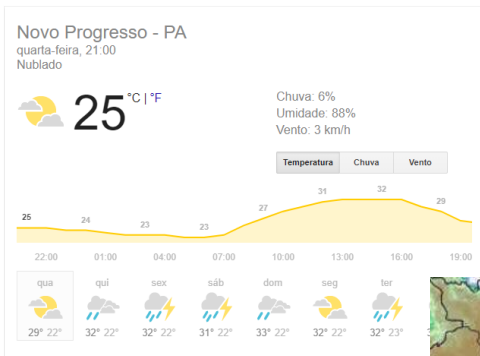 Novo Progresso - PA
quarta-feira, 21:00
Nublado
25 °C | °F
Chuva: 6%
Umidade: 88%
Vento: 3 km/h
Temperatura Chuva Vento
25 24 23 23 27 31 32 29
22:00 01:00 04:00 07:00 10:00 13:00 16:00 19:00
qua qui sex sáb dom seg ter
29° 22° 32° 22° 32° 22° 31° 22° 33° 22° 32° 22° 32° 23°